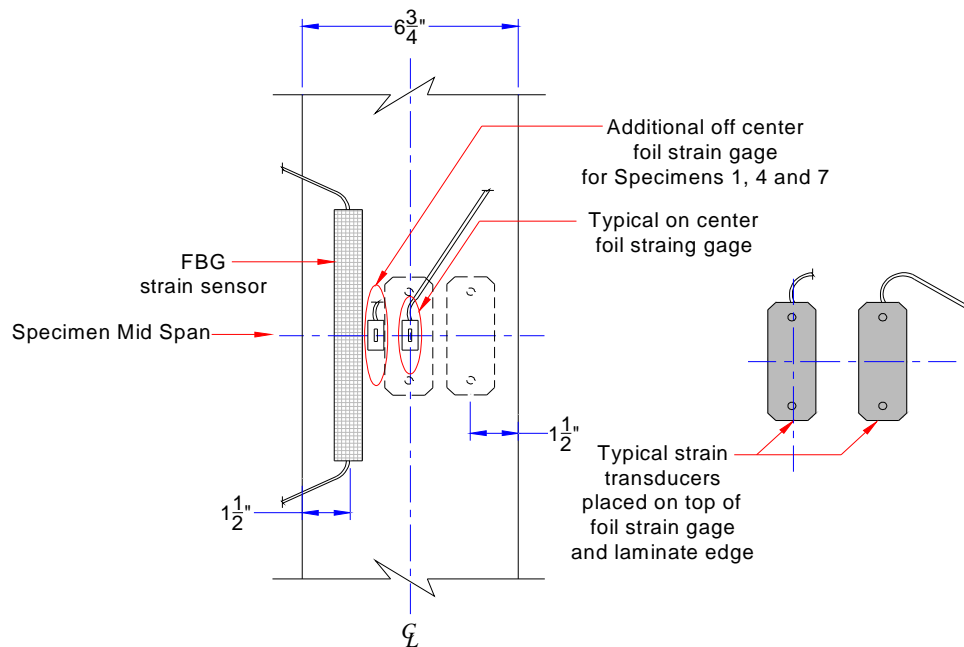 6 3/4"
Additional off center
foil strain gage
for Specimens 1, 4 and 7
Typical on center
foil straing gage
FBG
strain sensor
Specimen Mid Span
1 1/2"
1 1/2"
Typical strain
transducers
placed on top of
foil strain gage
and laminate edge
℄